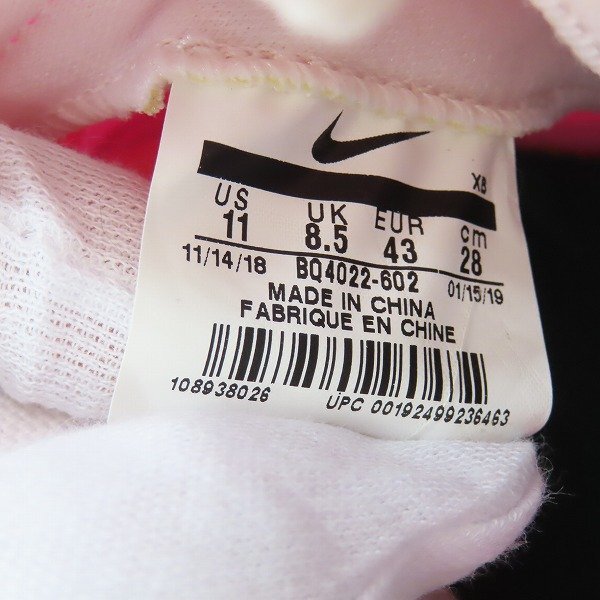 XB
US UK EUR cm
11 8.5 43 28
11/14/18 BQ4022-602 01/15/19
MADE IN CHINA
FABRIQUE EN CHINE
108938026 UPC 00192499236463